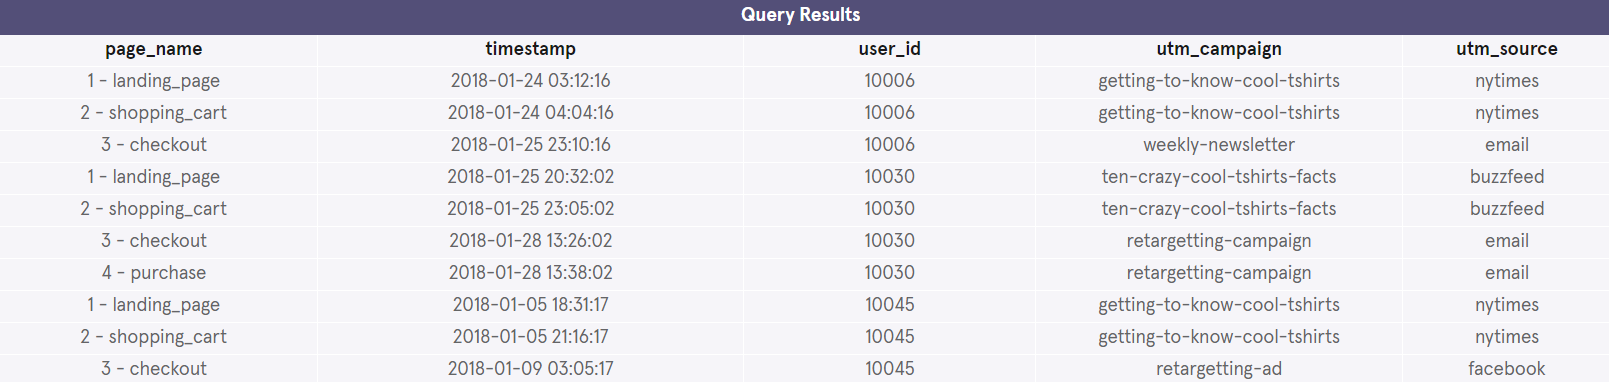 Query Results
page_name timestamp user_id utm_campaign utm_source
1 - landing_page 2018-01-24 03:12:16 10006 getting-to-know-cool-tshirts nytimes
2 - shopping_cart 2018-01-24 04:04:16 10006 getting-to-know-cool-tshirts nytimes
3 - checkout 2018-01-25 23:10:16 10006 weekly-newsletter email
1 - landing_page 2018-01-25 20:32:02 10030 ten-crazy-cool-tshirts-facts buzzfeed
2 - shopping_cart 2018-01-25 23:05:02 10030 ten-crazy-cool-tshirts-facts buzzfeed
3 - checkout 2018-01-28 13:26:02 10030 retargetting-campaign email
4 - purchase 2018-01-28 13:38:02 10030 retargetting-campaign email
1 - landing_page 2018-01-05 18:31:17 10045 getting-to-know-cool-tshirts nytimes
2 - shopping_cart 2018-01-05 21:16:17 10045 getting-to-know-cool-tshirts nytimes
3 - checkout 2018-01-09 03:05:17 10045 retargetting-ad facebook